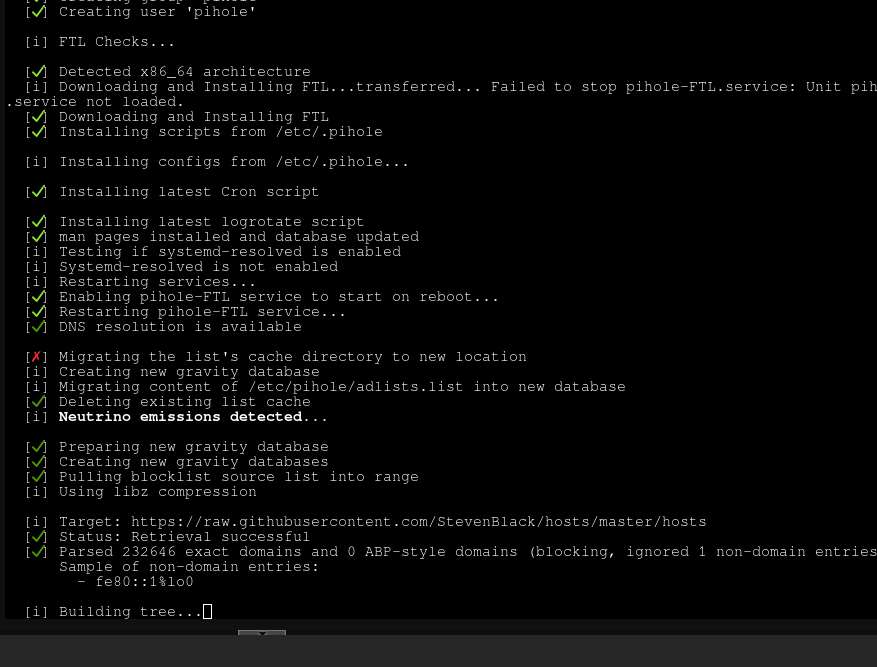 [✓] Creating user 'pihole'
[i] FTL Checks...
[✓] Detected x86_64 architecture
[i] Downloading and Installing FTL...transferred... Failed to stop pihole-FTL.service: Unit pih
.service not loaded.
[✓] Downloading and Installing FTL
[✓] Installing scripts from /etc/.pihole
[i] Installing configs from /etc/.pihole...
[✓] Installing latest Cron script
[✓] Installing latest logrotate script
[✓] man pages installed and database updated
[i] Testing if systemd-resolved is enabled
[i] Systemd-resolved is not enabled
[i] Restarting services...
[✓] Enabling pihole-FTL service to start on reboot...
[✓] Restarting pihole-FTL service...
[✓] DNS resolution is available
[✗] Migrating the list's cache directory to new location
[i] Creating new gravity database
[i] Migrating content of /etc/pihole/adlists.list into new database
[✓] Deleting existing list cache
[i] Neutrino emissions detected...
[✓] Preparing new gravity database
[✓] Creating new gravity databases
[✓] Pulling blocklist source list into range
[i] Using libz compression
[i] Target: https://raw.githubusercontent.com/StevenBlack/hosts/master/hosts
[✓] Status: Retrieval successful
[✓] Parsed 232646 exact domains and 0 ABP-style domains (blocking, ignored 1 non-domain entries
Sample of non-domain entries:
- fe80::1%lo0
[i] Building tree...